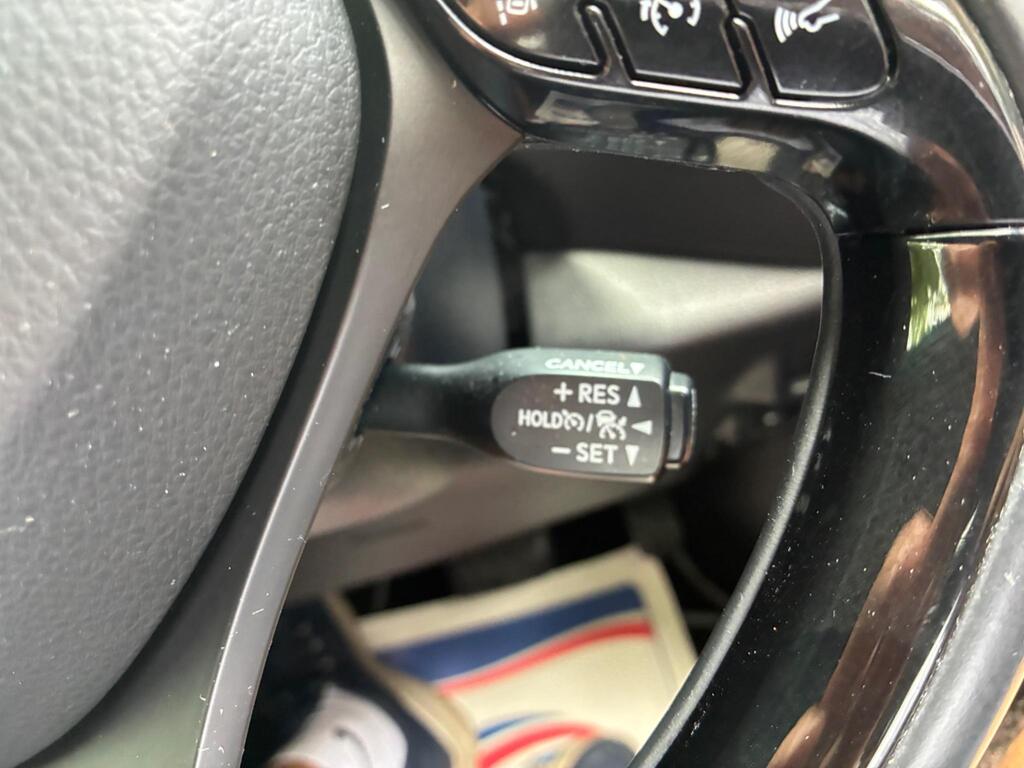 CANCEL▼
+ RES ▲
HOLD / ◄
− SET ▼